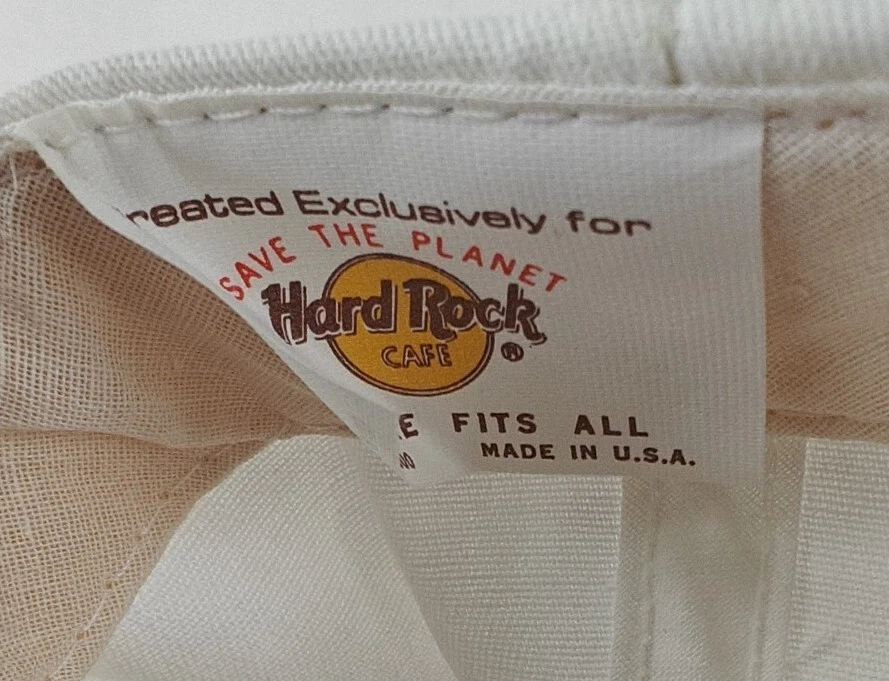 reated Exclusively for
SAVE THE PLANET
Hard Rock
CAFE ®
E FITS ALL
MADE IN U.S.A.